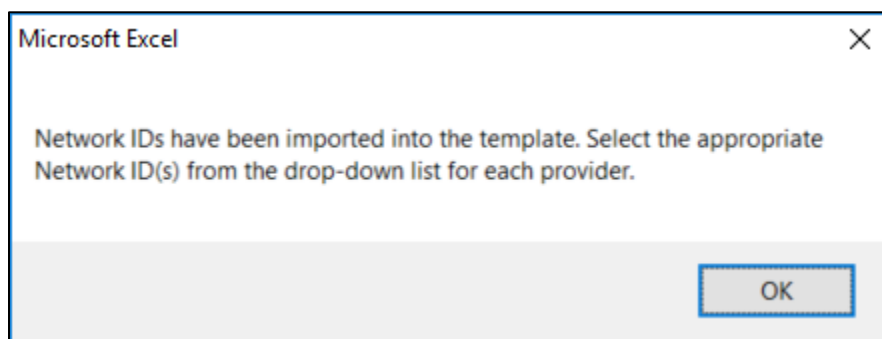 Microsoft Excel
Network IDs have been imported into the template. Select the appropriate
Network ID(s) from the drop-down list for each provider.
OK